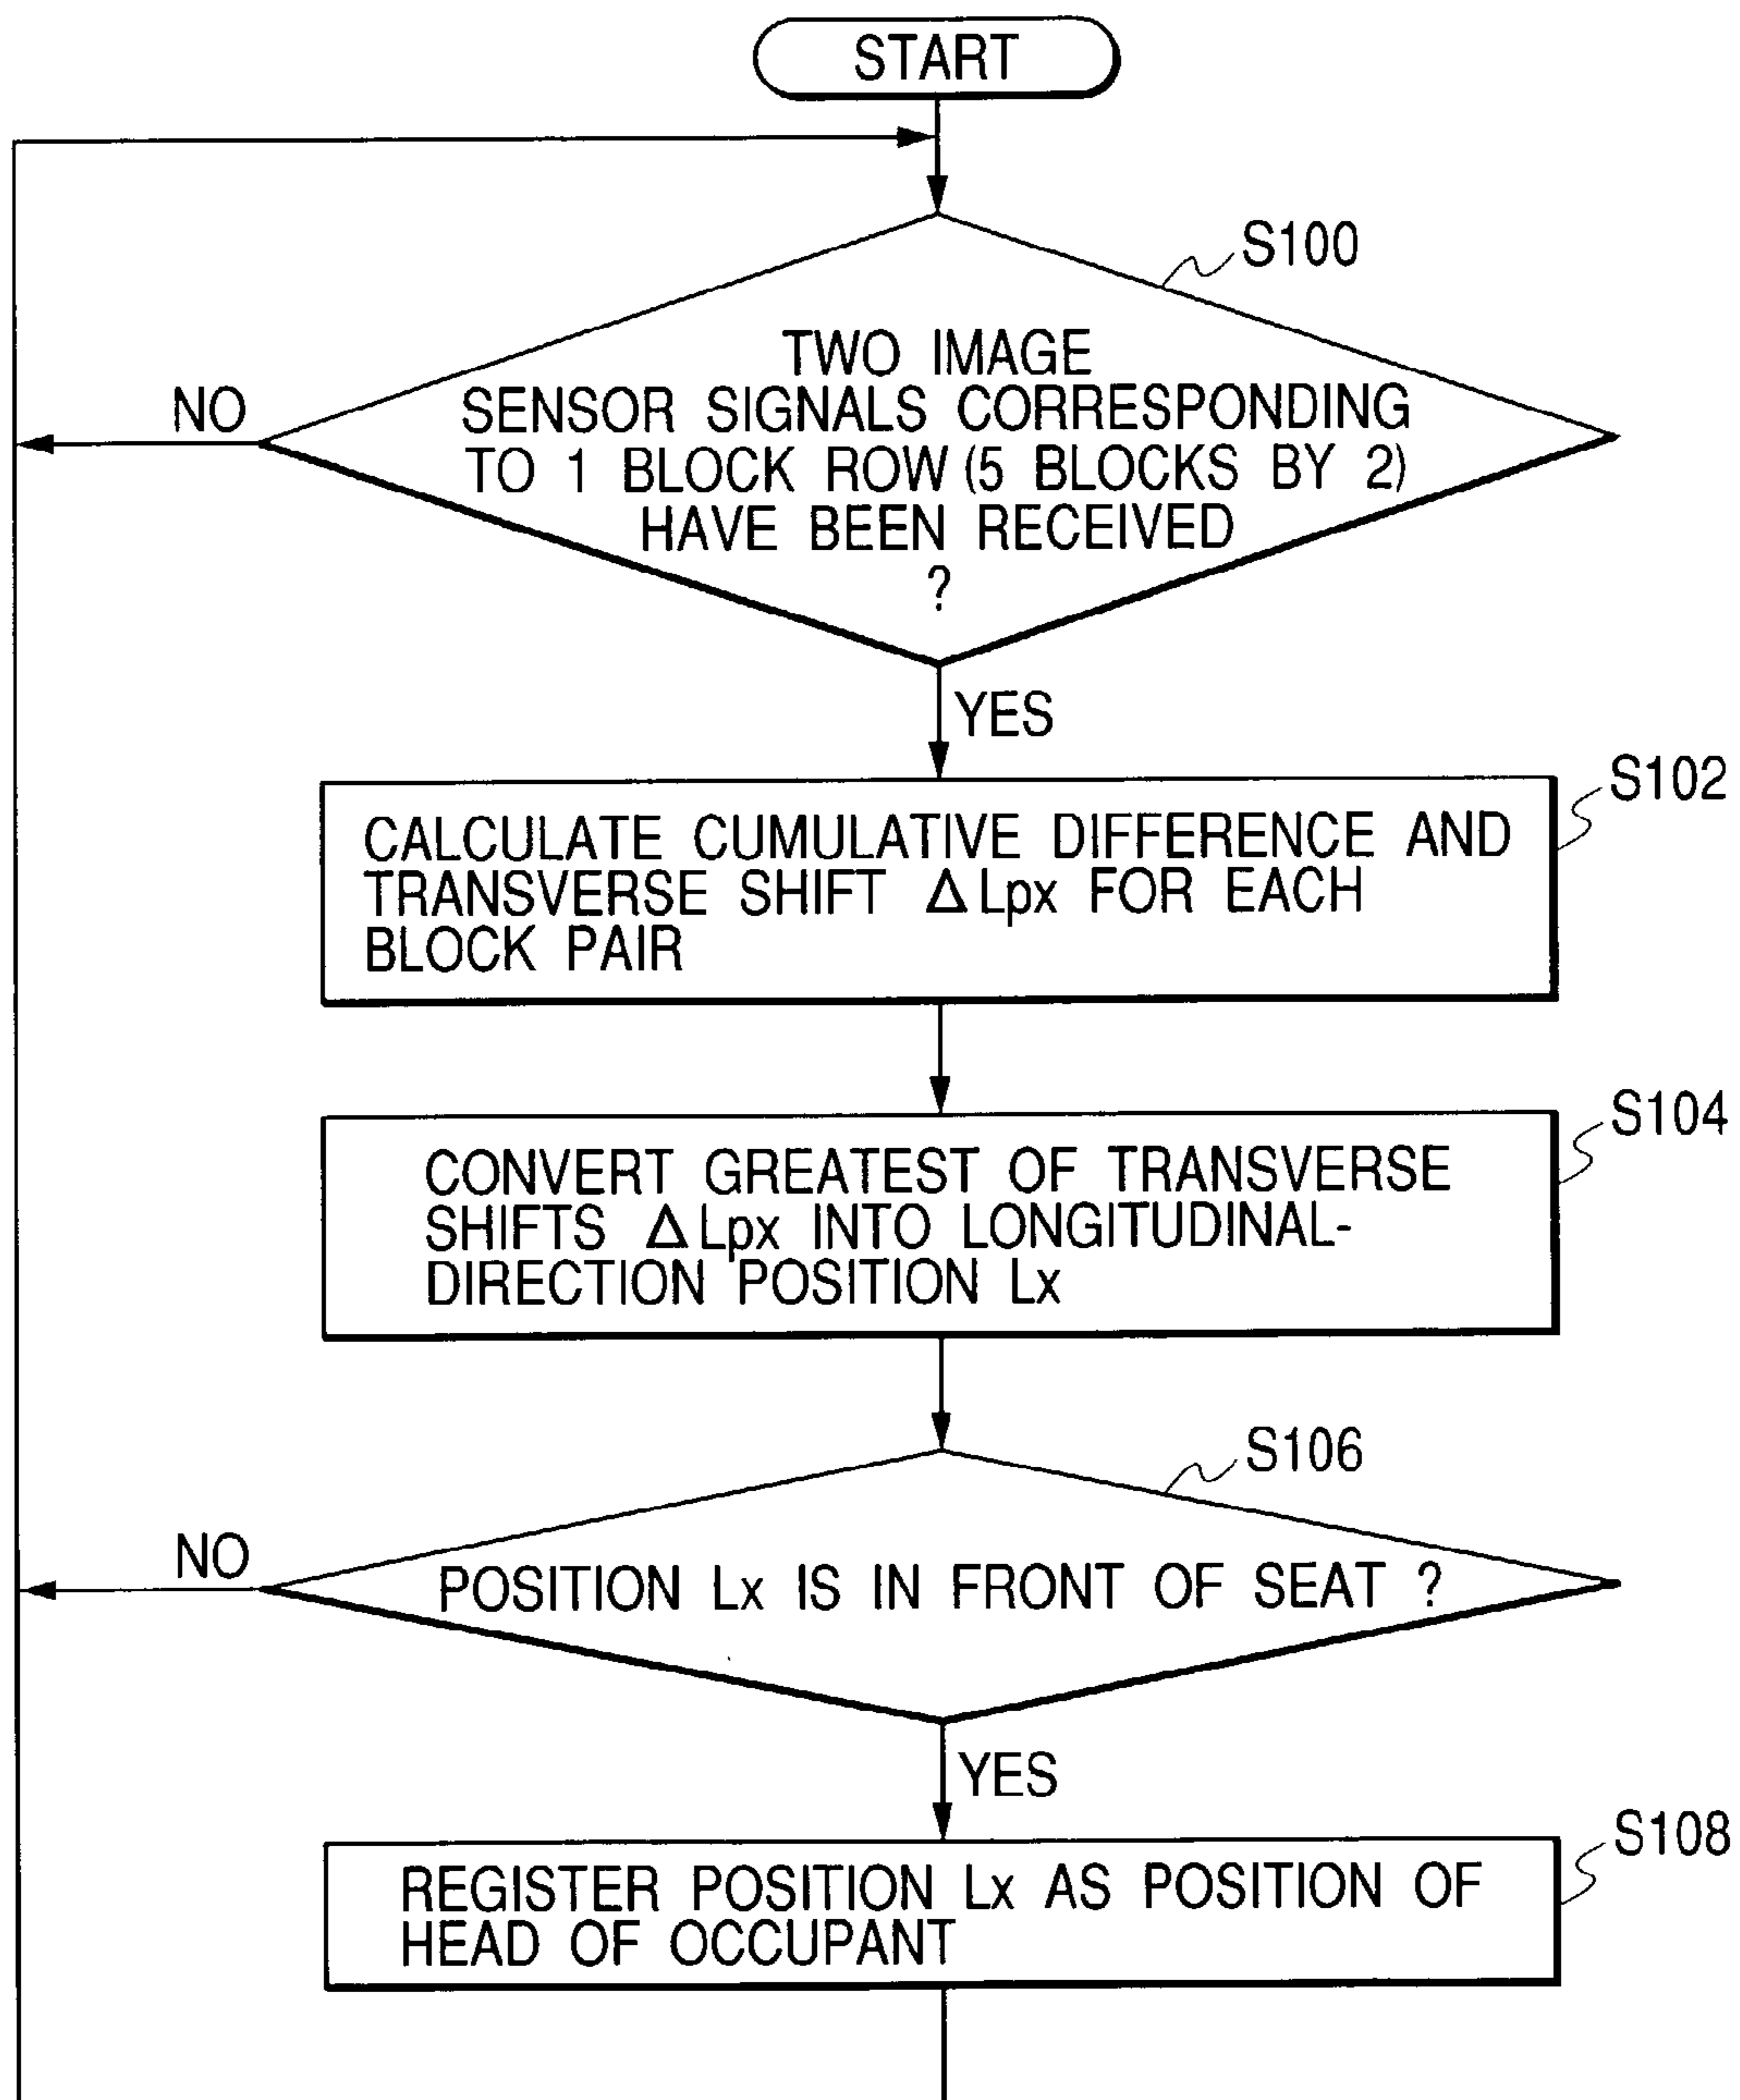 START
S100
TWO IMAGE
SENSOR SIGNALS CORRESPONDING
TO 1 BLOCK ROW (5 BLOCKS BY 2)
HAVE BEEN RECEIVED
?
NO
YES
S102
CALCULATE CUMULATIVE DIFFERENCE AND
TRANSVERSE SHIFT ΔLpx FOR EACH
BLOCK PAIR
S104
CONVERT GREATEST OF TRANSVERSE
SHIFTS ΔLpx INTO LONGITUDINAL-
DIRECTION POSITION Lx
S106
POSITION Lx IS IN FRONT OF SEAT ?
NO
YES
S108
REGISTER POSITION Lx AS POSITION OF
HEAD OF OCCUPANT